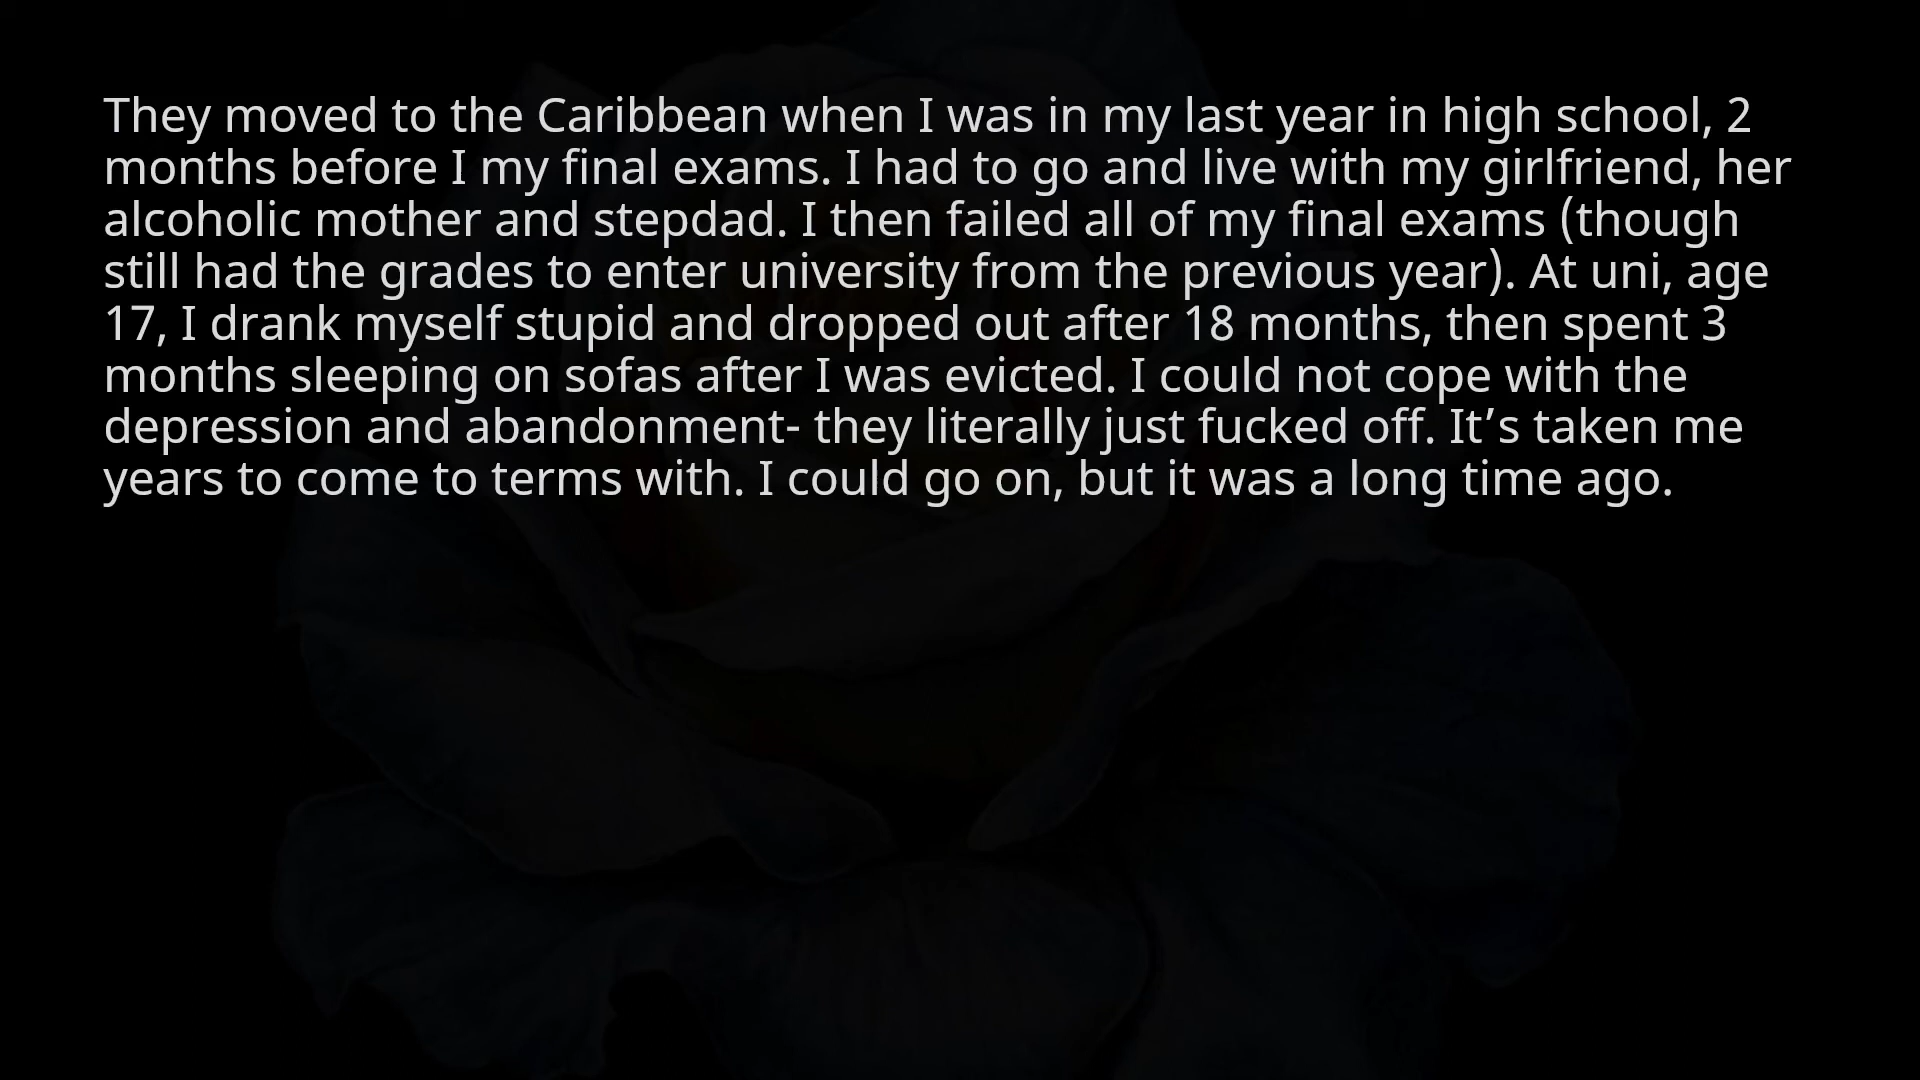 They moved to the Caribbean when I was in my last year in high school, 2
months before I my final exams. I had to go and live with my girlfriend, her
alcoholic mother and stepdad. I then failed all of my final exams (though
still had the grades to enter university from the previous year). At uni, age
17, I drank myself stupid and dropped out after 18 months, then spent 3
months sleeping on sofas after I was evicted. I could not cope with the
depression and abandonment- they literally just fucked off. It’s taken me
years to come to terms with. I could go on, but it was a long time ago.